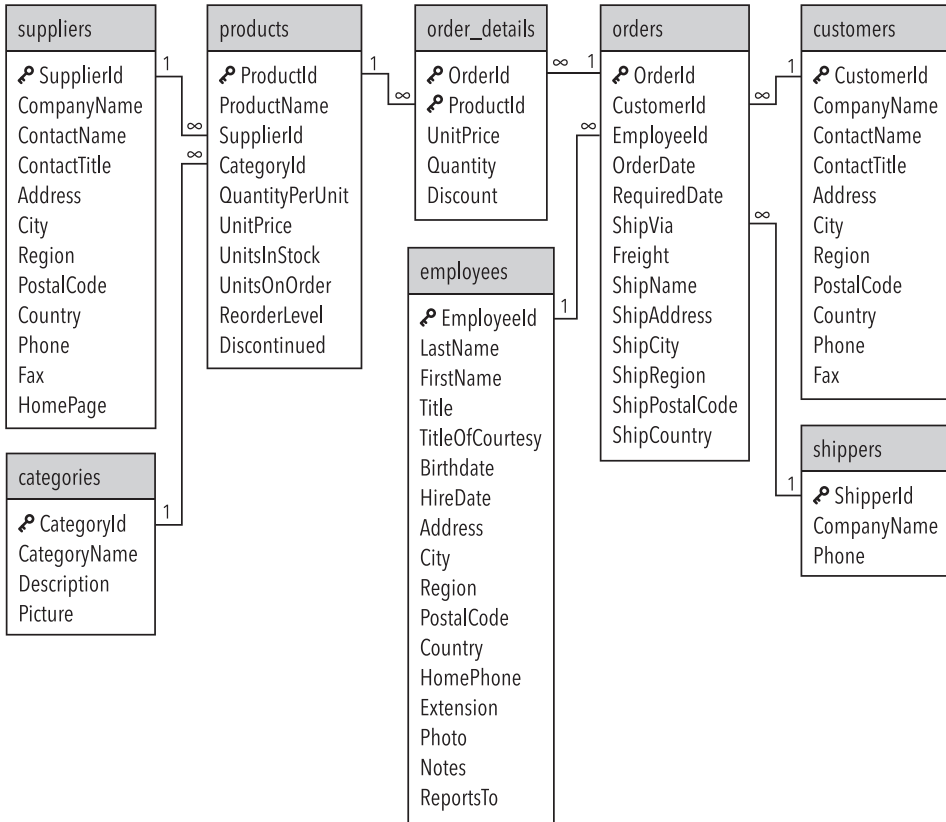 suppliers
SupplierId
CompanyName
ContactName
ContactTitle
Address
City
Region
PostalCode
Country
Phone
Fax
HomePage
1
∞
categories
CategoryId
CategoryName
Description
Picture
1
∞
products
ProductId
ProductName
SupplierId
CategoryId
QuantityPerUnit
UnitPrice
UnitsInStock
UnitsOnOrder
ReorderLevel
Discontinued
1
∞
order_details
OrderId
ProductId
UnitPrice
Quantity
Discount
∞
1
employees
EmployeeId
LastName
FirstName
Title
TitleOfCourtesy
Birthdate
HireDate
Address
City
Region
PostalCode
Country
HomePhone
Extension
Photo
Notes
ReportsTo
1
∞
orders
OrderId
CustomerId
EmployeeId
OrderDate
RequiredDate
ShipVia
Freight
ShipName
ShipAddress
ShipCity
ShipRegion
ShipPostalCode
ShipCountry
∞
1
customers
CustomerId
CompanyName
ContactName
ContactTitle
Address
City
Region
PostalCode
Country
Phone
Fax
∞
1
shippers
ShipperId
CompanyName
Phone